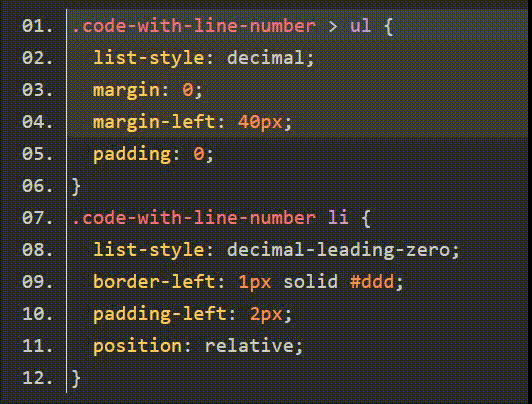 01. .code-with-line-number > ul {
02.   list-style: decimal;
03.   margin: 0;
04.   margin-left: 40px;
05.   padding: 0;
06. }
07. .code-with-line-number li {
08.   list-style: decimal-leading-zero;
09.   border-left: 1px solid #ddd;
10.   padding-left: 2px;
11.   position: relative;
12. }